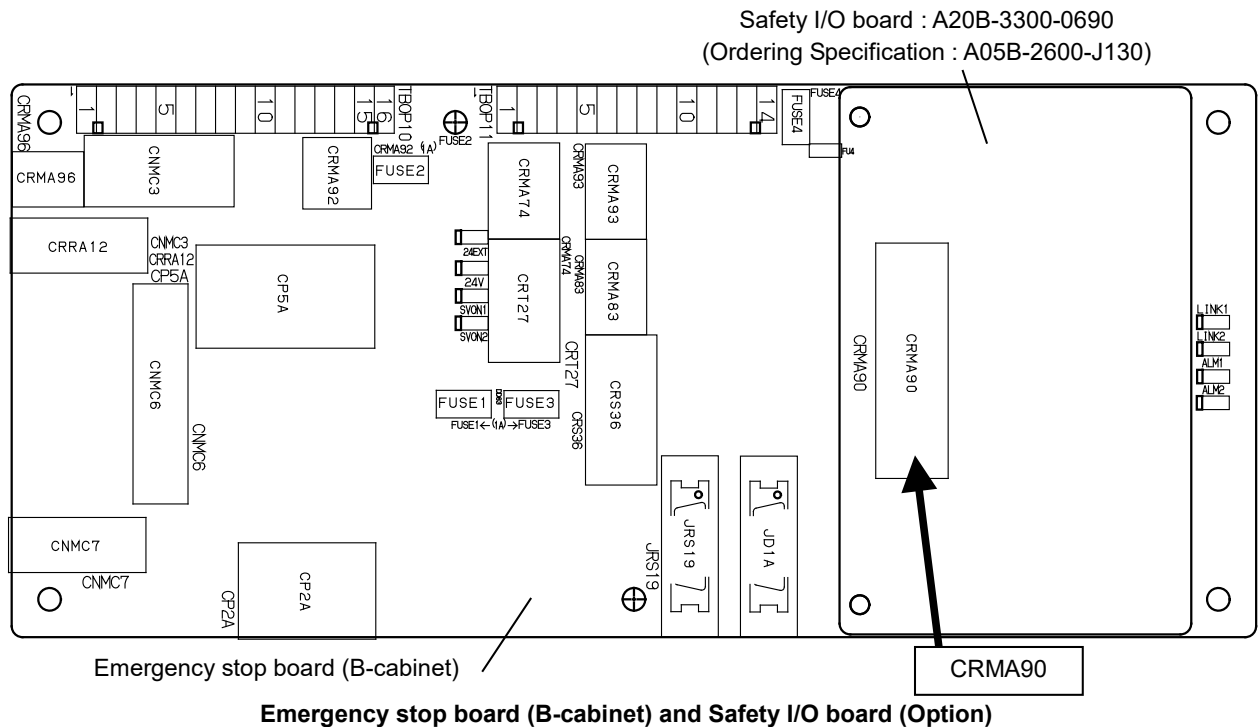 Safety I/O board : A20B-3300-0690
(Ordering Specification : A05B-2600-J130)
CRMA96
1
5
10
15
16
TBOP10
FUSE2
TBOP11
1
5
10
14
FUSE4
FUSE4
FU4
CRMA96
CNMC3
CRMA92
CRMA92 (1A)
FUSE2
CRMA74
CRMA93
CRMA93
CRRA12
CNMC3
CRRA12
CP5A
CP5A
24EXT
24V
SVON1
SVON2
CRT27
CRMA74
CRMA83
CRMA83
CRT27
CNMC6
CNMC6
FUSE1
FUSE3
FUSE1←(1A)→FUSE3
CRS36
CRS36
CRMA90
CRMA90
LINK1
LINK2
ALM1
ALM2
CNMC7
CNMC7
CP2A
CP2A
JRS19
JRS19
JD1A
Emergency stop board (B-cabinet)
CRMA90
Emergency stop board (B-cabinet) and Safety I/O board (Option)